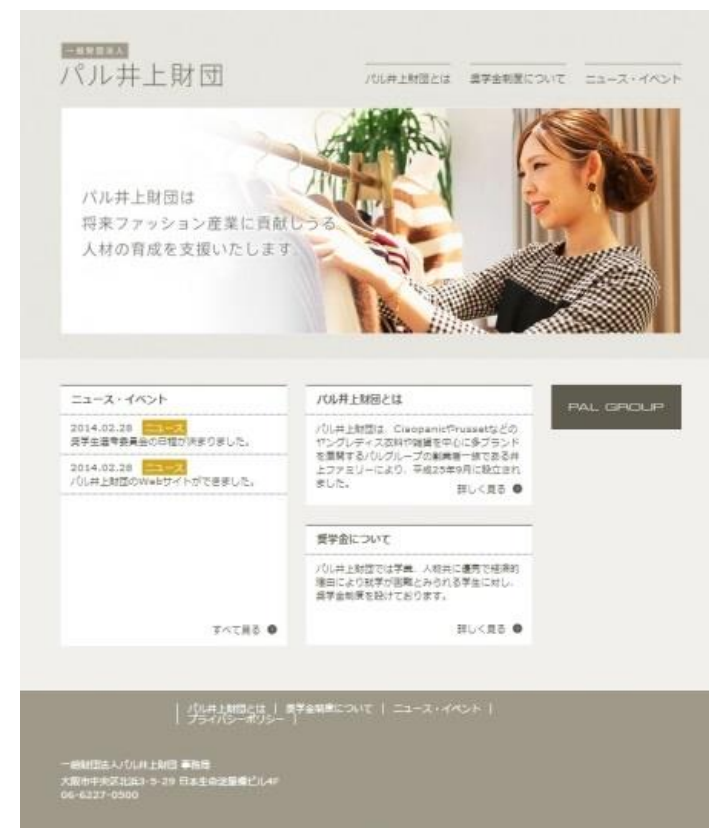 一般財団法人
パル井上財団
パル井上財団とは
奨学金制度について
ニュース・イベント
パル井上財団は
将来ファッション産業に貢献しうる
人材の育成を支援いたします.
ニュース・イベント
2014.02.28 ニュース
奨学生選考委員会の日程が決まりました。
2014.02.28 ニュース
パル井上財団のWebサイトができました。
すべて見る
パル井上財団とは
パル井上財団は、Ciaopanicやrussetなどの
ヤングレディス衣料や雑貨を中心に多ブランド
を展開するパルグループの創業者一族である井
上ファミリーにより、平成25年9月に設立され
ました。
詳しく見る
奨学金について
パル井上財団では学業、人物共に優秀で経済的
理由により就学が困難とみられる学生に対し、
奨学金制度を設けております。
詳しく見る
PAL GROUP
| パル井上財団とは | 奨学金制度について | ニュース・イベント |
| プライバシーポリシー |
一般財団法人パル井上財団 事務局
大阪市中央区北浜3-5-29 日本生命淀屋橋ビル4F
06-6227-0500